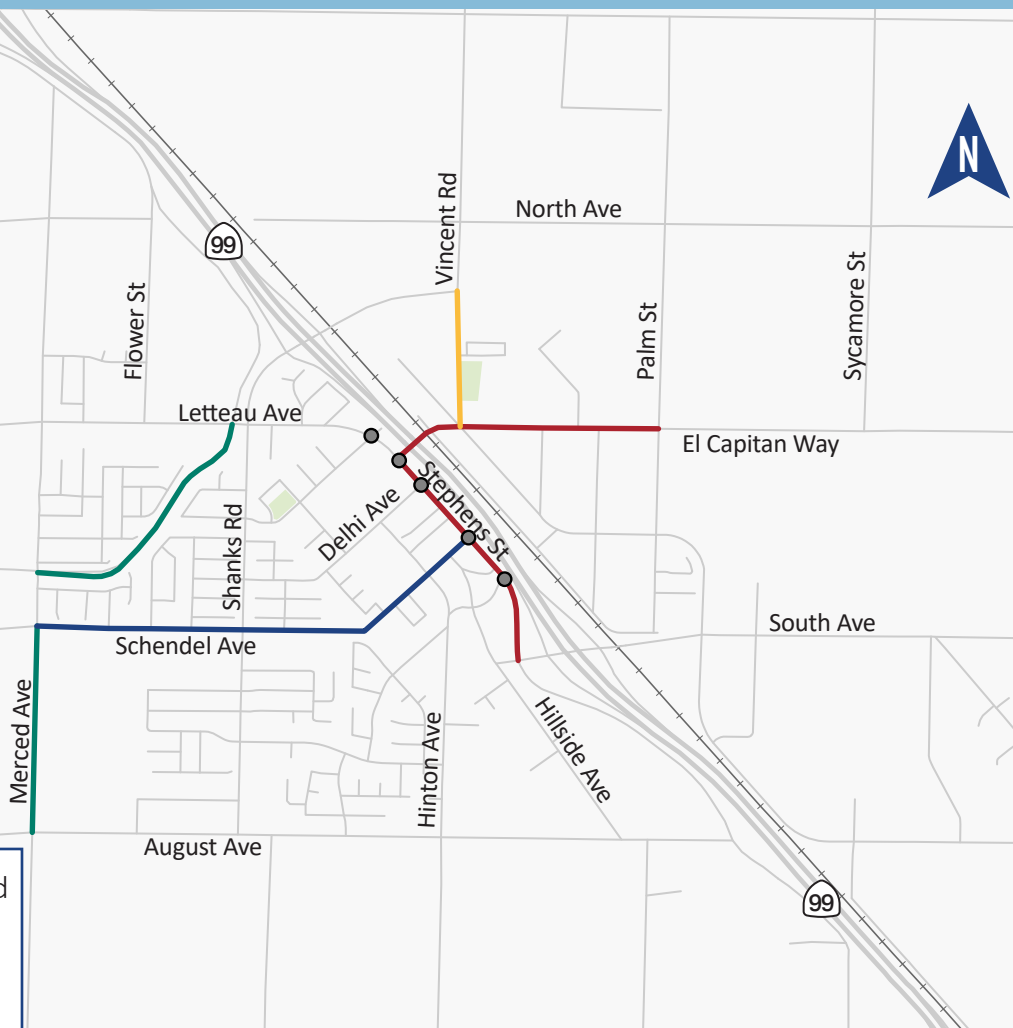 N
Vincent Rd
North Ave
99
Flower St
Palm St
Sycamore St
Letteau Ave
El Capitan Way
Stephens St
Delhi Ave
Shanks Rd
South Ave
Schendel Ave
Merced Ave
Hinton Ave
Hillside Ave
August Ave
99